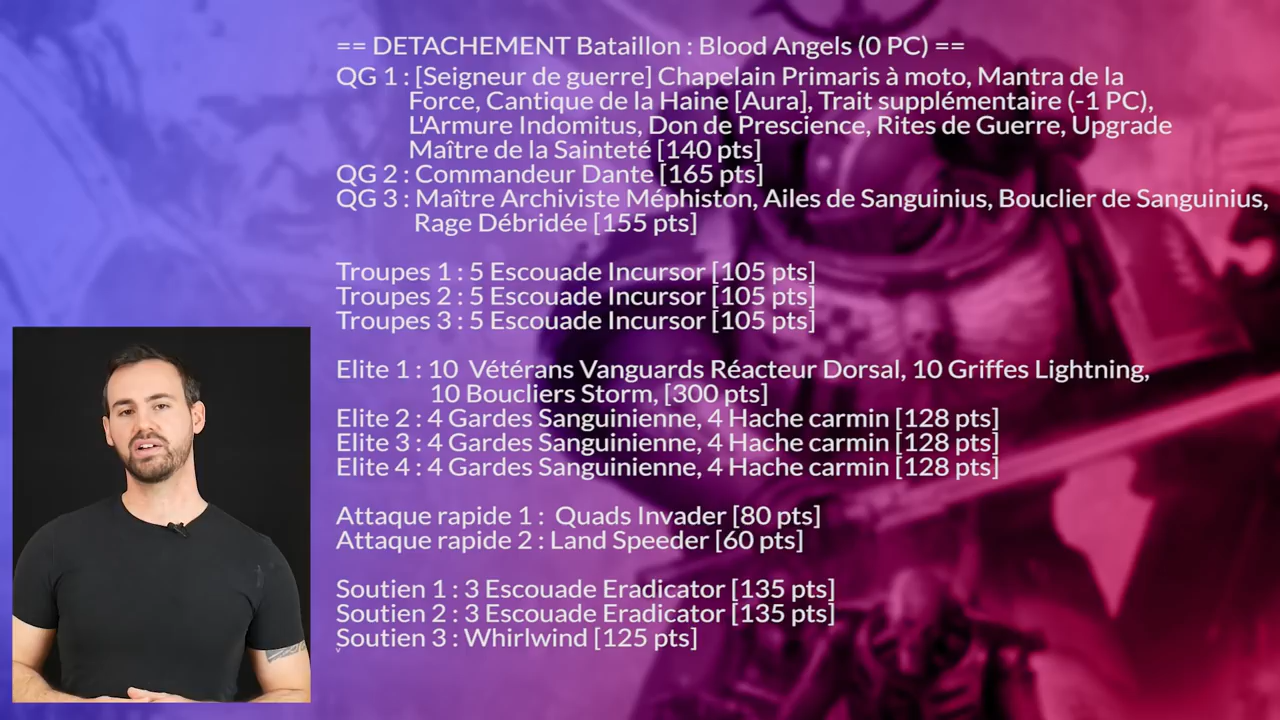 == DETACHEMENT Bataillon : Blood Angels (0 PC) ==
QG 1 : [Seigneur de guerre] Chapelain Primaris à moto, Mantra de la
Force, Cantique de la Haine [Aura], Trait supplémentaire (-1 PC),
L'Armure Indomitus, Don de Prescience, Rites de Guerre, Upgrade
Maître de la Sainteté [140 pts]
QG 2 : Commandeur Dante [165 pts]
QG 3 : Maître Archiviste Méphiston, Ailes de Sanguinius, Bouclier de Sanguinius,
Rage Débridée [155 pts]
Troupes 1 : 5 Escouade Incursor [105 pts]
Troupes 2 : 5 Escouade Incursor [105 pts]
Troupes 3 : 5 Escouade Incursor [105 pts]
Elite 1 : 10 Vétérans Vanguards Réacteur Dorsal, 10 Griffes Lightning,
10 Boucliers Storm, [300 pts]
Elite 2 : 4 Gardes Sanguinienne, 4 Hache carmin [128 pts]
Elite 3 : 4 Gardes Sanguinienne, 4 Hache carmin [128 pts]
Elite 4 : 4 Gardes Sanguinienne, 4 Hache carmin [128 pts]
Attaque rapide 1 : Quads Invader [80 pts]
Attaque rapide 2 : Land Speeder [60 pts]
Soutien 1 : 3 Escouade Eradicator [135 pts]
Soutien 2 : 3 Escouade Eradicator [135 pts]
Soutien 3 : Whirlwind [125 pts]